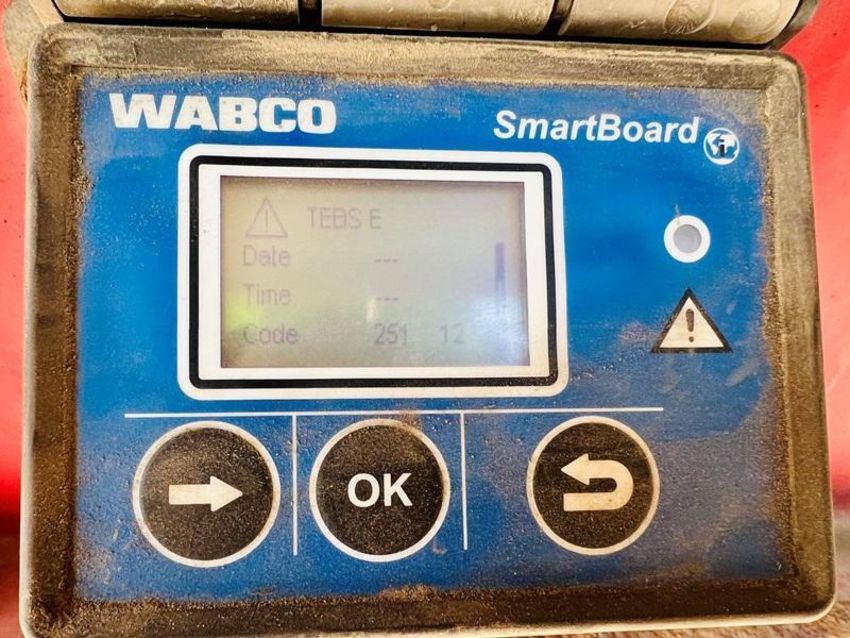 WABCO
SmartBoard
TEBS E
Date ---
Time ---
Code 251 12
OK